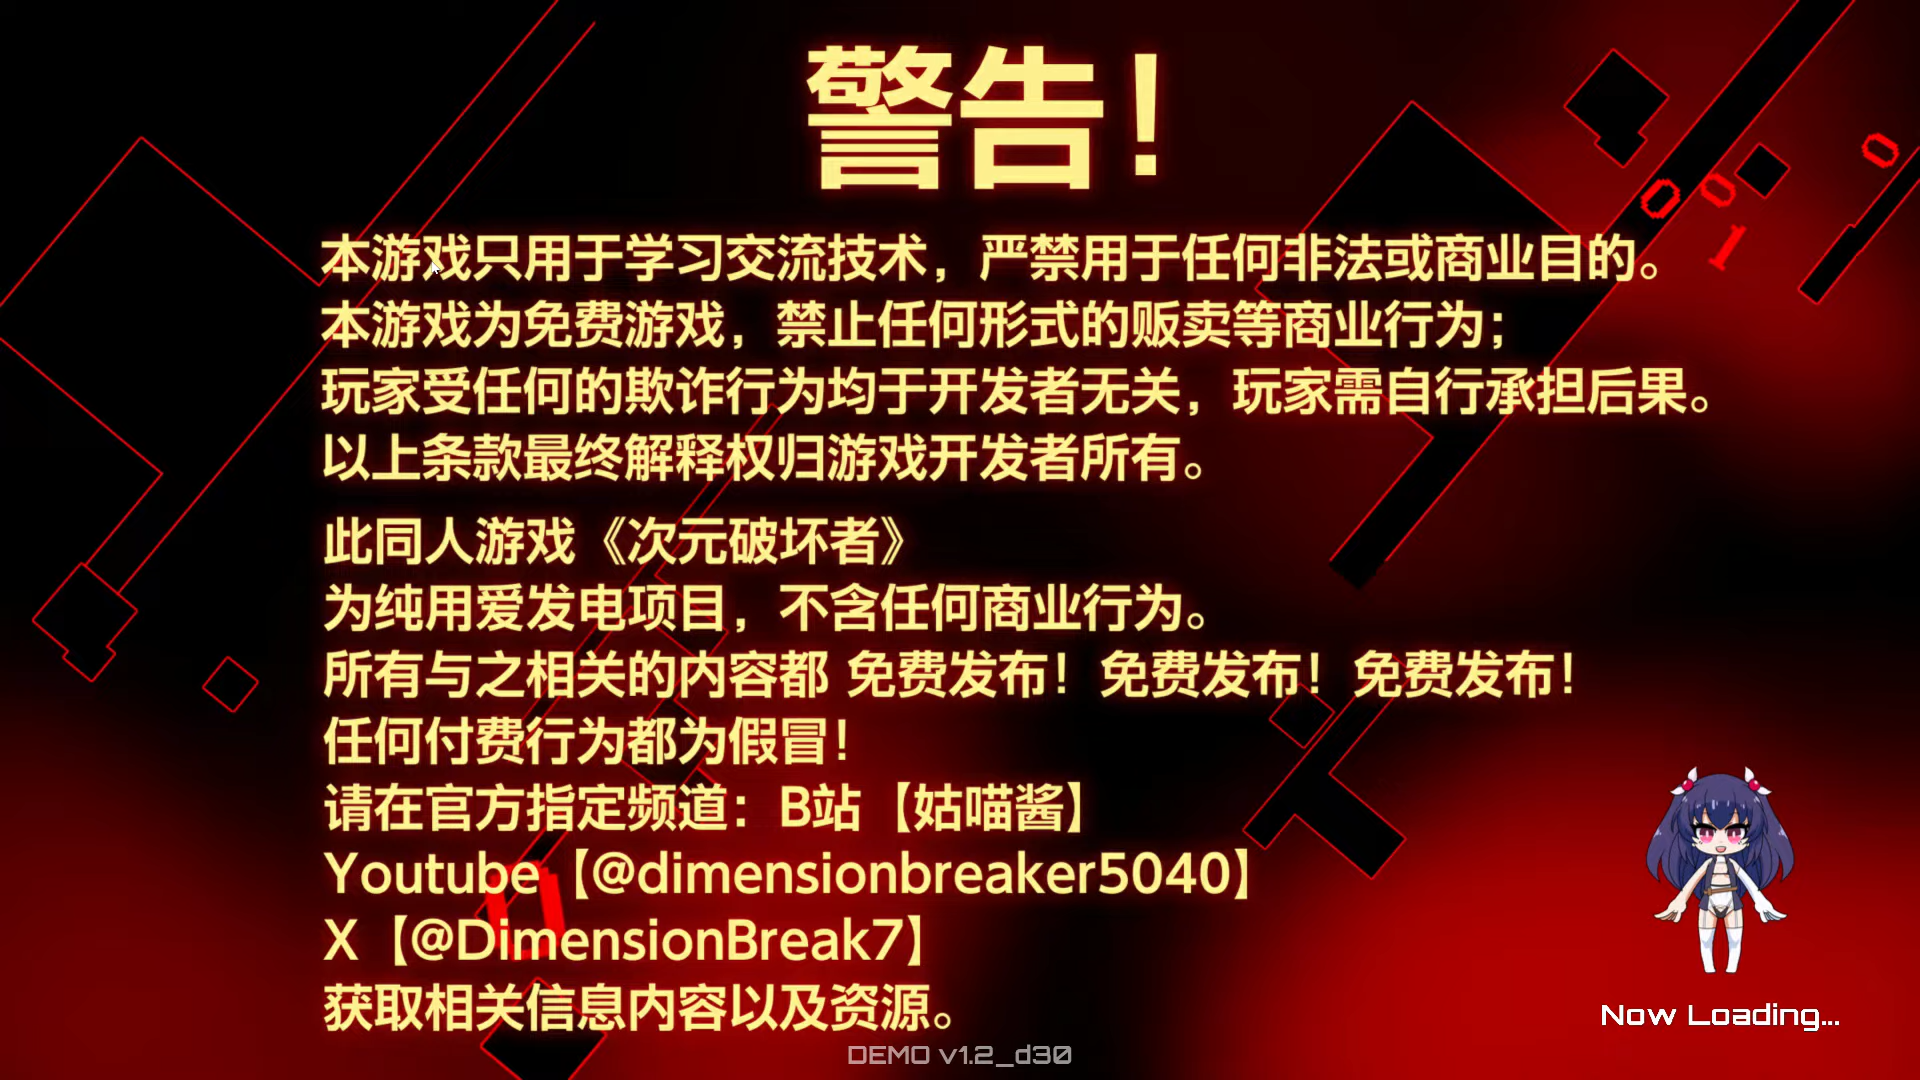 警告！
本游戏只用于学习交流技术，严禁用于任何非法或商业目的。
本游戏为免费游戏，禁止任何形式的贩卖等商业行为；
玩家受任何的欺诈行为均于开发者无关，玩家需自行承担后果。
以上条款最终解释权归游戏开发者所有。
此同人游戏《次元破坏者》
为纯用爱发电项目，不含任何商业行为。
所有与之相关的内容都 免费发布！免费发布！免费发布！
任何付费行为都为假冒！
请在官方指定频道：B站【姑喵酱】
Youtube【@dimensionbreaker5040】
X【@DimensionBreak7】
获取相关信息内容以及资源。
Now Loading...
DEMO v1.2_d30
0
0
0
1
0